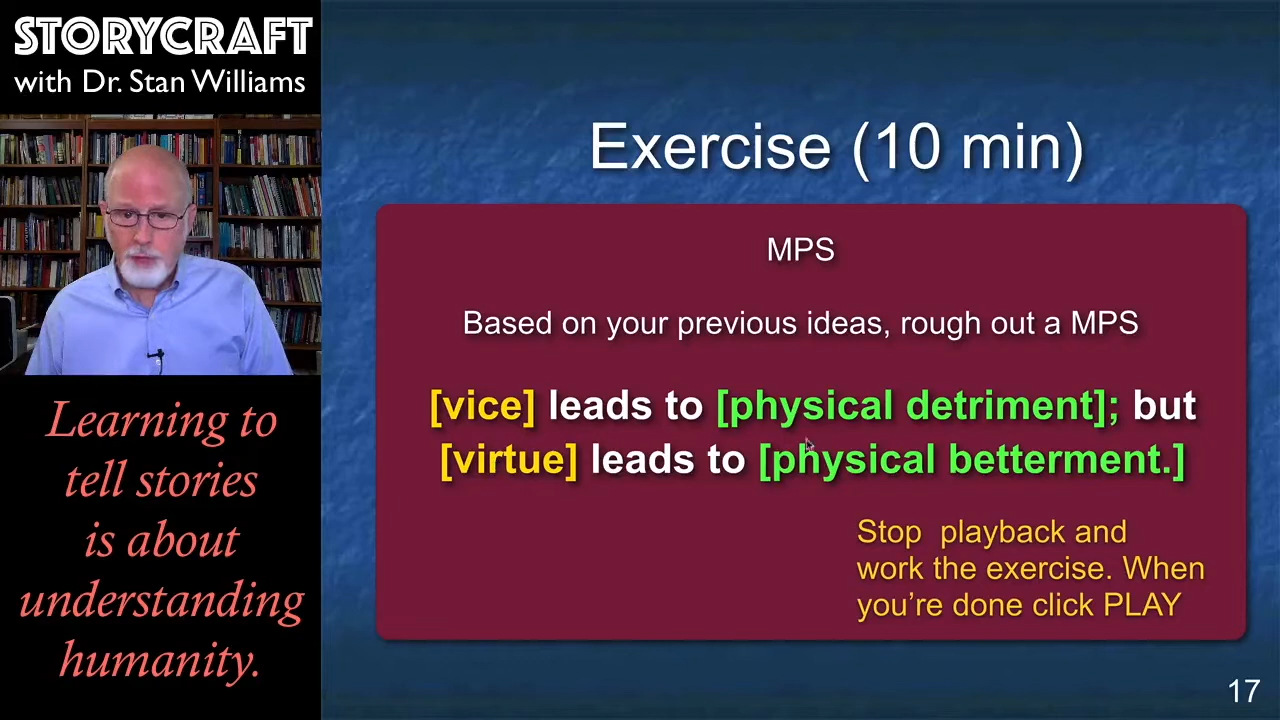 STORYCRAFT
with Dr. Stan Williams
Learning to
tell stories
is about
understanding
humanity.
Exercise (10 min)
MPS
Based on your previous ideas, rough out a MPS
[vice] leads to [physical detriment]; but
[virtue] leads to [physical betterment.]
Stop  playback and
work the exercise. When
you’re done click PLAY
17